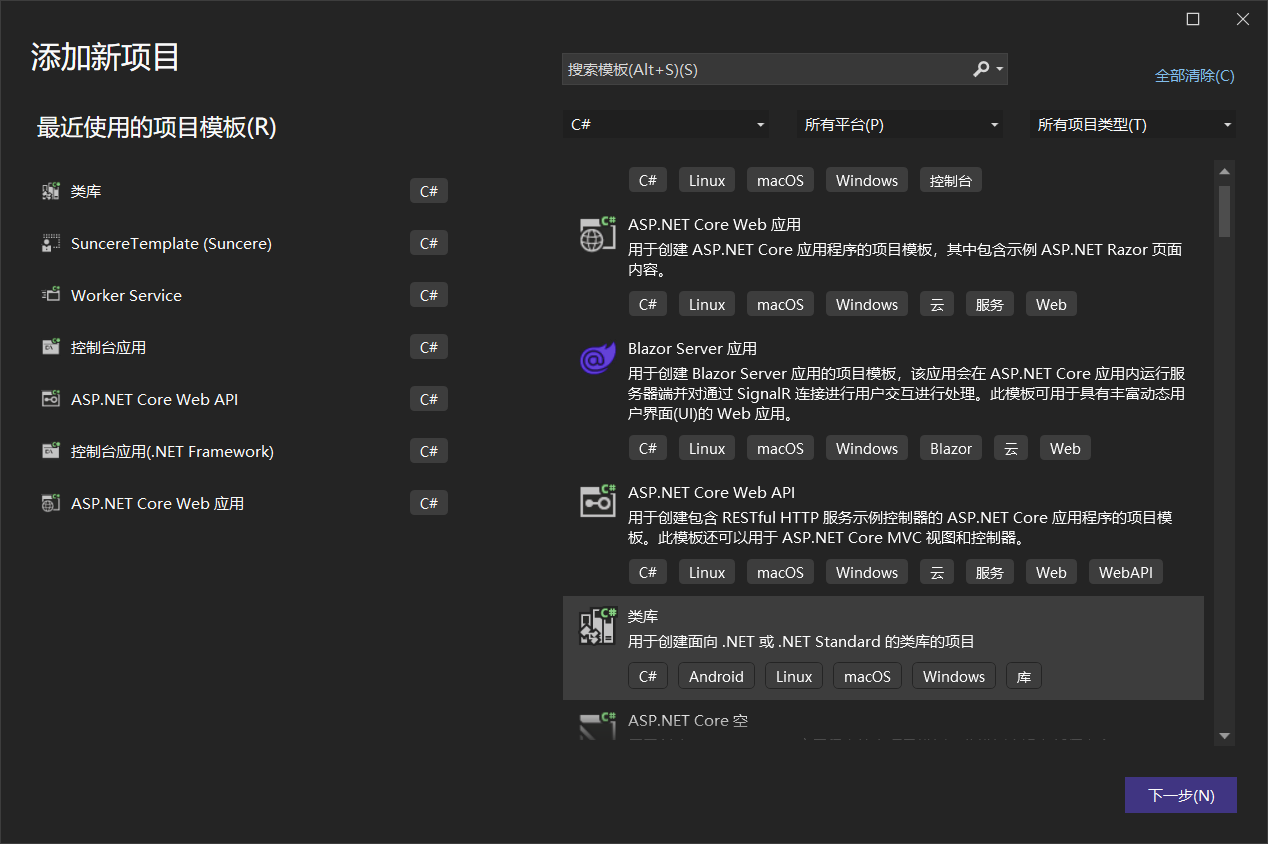 添加新项目
搜索模板(Alt+S)(S)
全部清除(C)
最近使用的项目模板(R)
C#
所有平台(P)
所有项目类型(T)
类库
C#
SuncereTemplate (Suncere)
C#
Worker Service
C#
控制台应用
C#
ASP.NET Core Web API
C#
控制台应用(.NET Framework)
C#
ASP.NET Core Web 应用
C#
C# Linux macOS Windows 控制台
ASP.NET Core Web 应用
用于创建 ASP.NET Core 应用程序的项目模板，其中包含示例 ASP.NET Razor 页面
内容。
C# Linux macOS Windows 云 服务 Web
Blazor Server 应用
用于创建 Blazor Server 应用的项目模板，该应用会在 ASP.NET Core 应用内运行服
务器端并对通过 SignalR 连接进行用户交互进行处理。此模板可用于具有丰富动态用
户界面(UI)的 Web 应用。
C# Linux macOS Windows Blazor 云 Web
ASP.NET Core Web API
用于创建包含 RESTful HTTP 服务示例控制器的 ASP.NET Core 应用程序的项目模
板。此模板还可以用于 ASP.NET Core MVC 视图和控制器。
C# Linux macOS Windows 云 服务 Web WebAPI
类库
用于创建面向 .NET 或 .NET Standard 的类库的项目
C# Android Linux macOS Windows 库
ASP.NET Core 空
下一步(N)